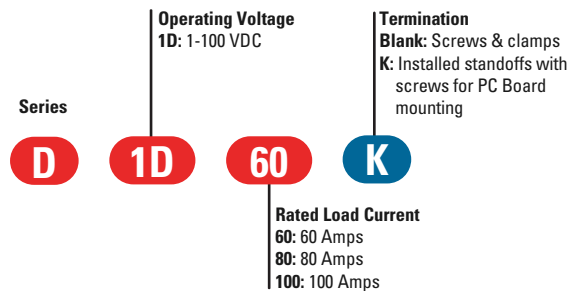 Operating Voltage
1D: 1-100 VDC
Termination
Blank: Screws & clamps
K: Installed standoffs with
screws for PC Board
mounting
Series
D
1D
60
K
Rated Load Current
60: 60 Amps
80: 80 Amps
100: 100 Amps